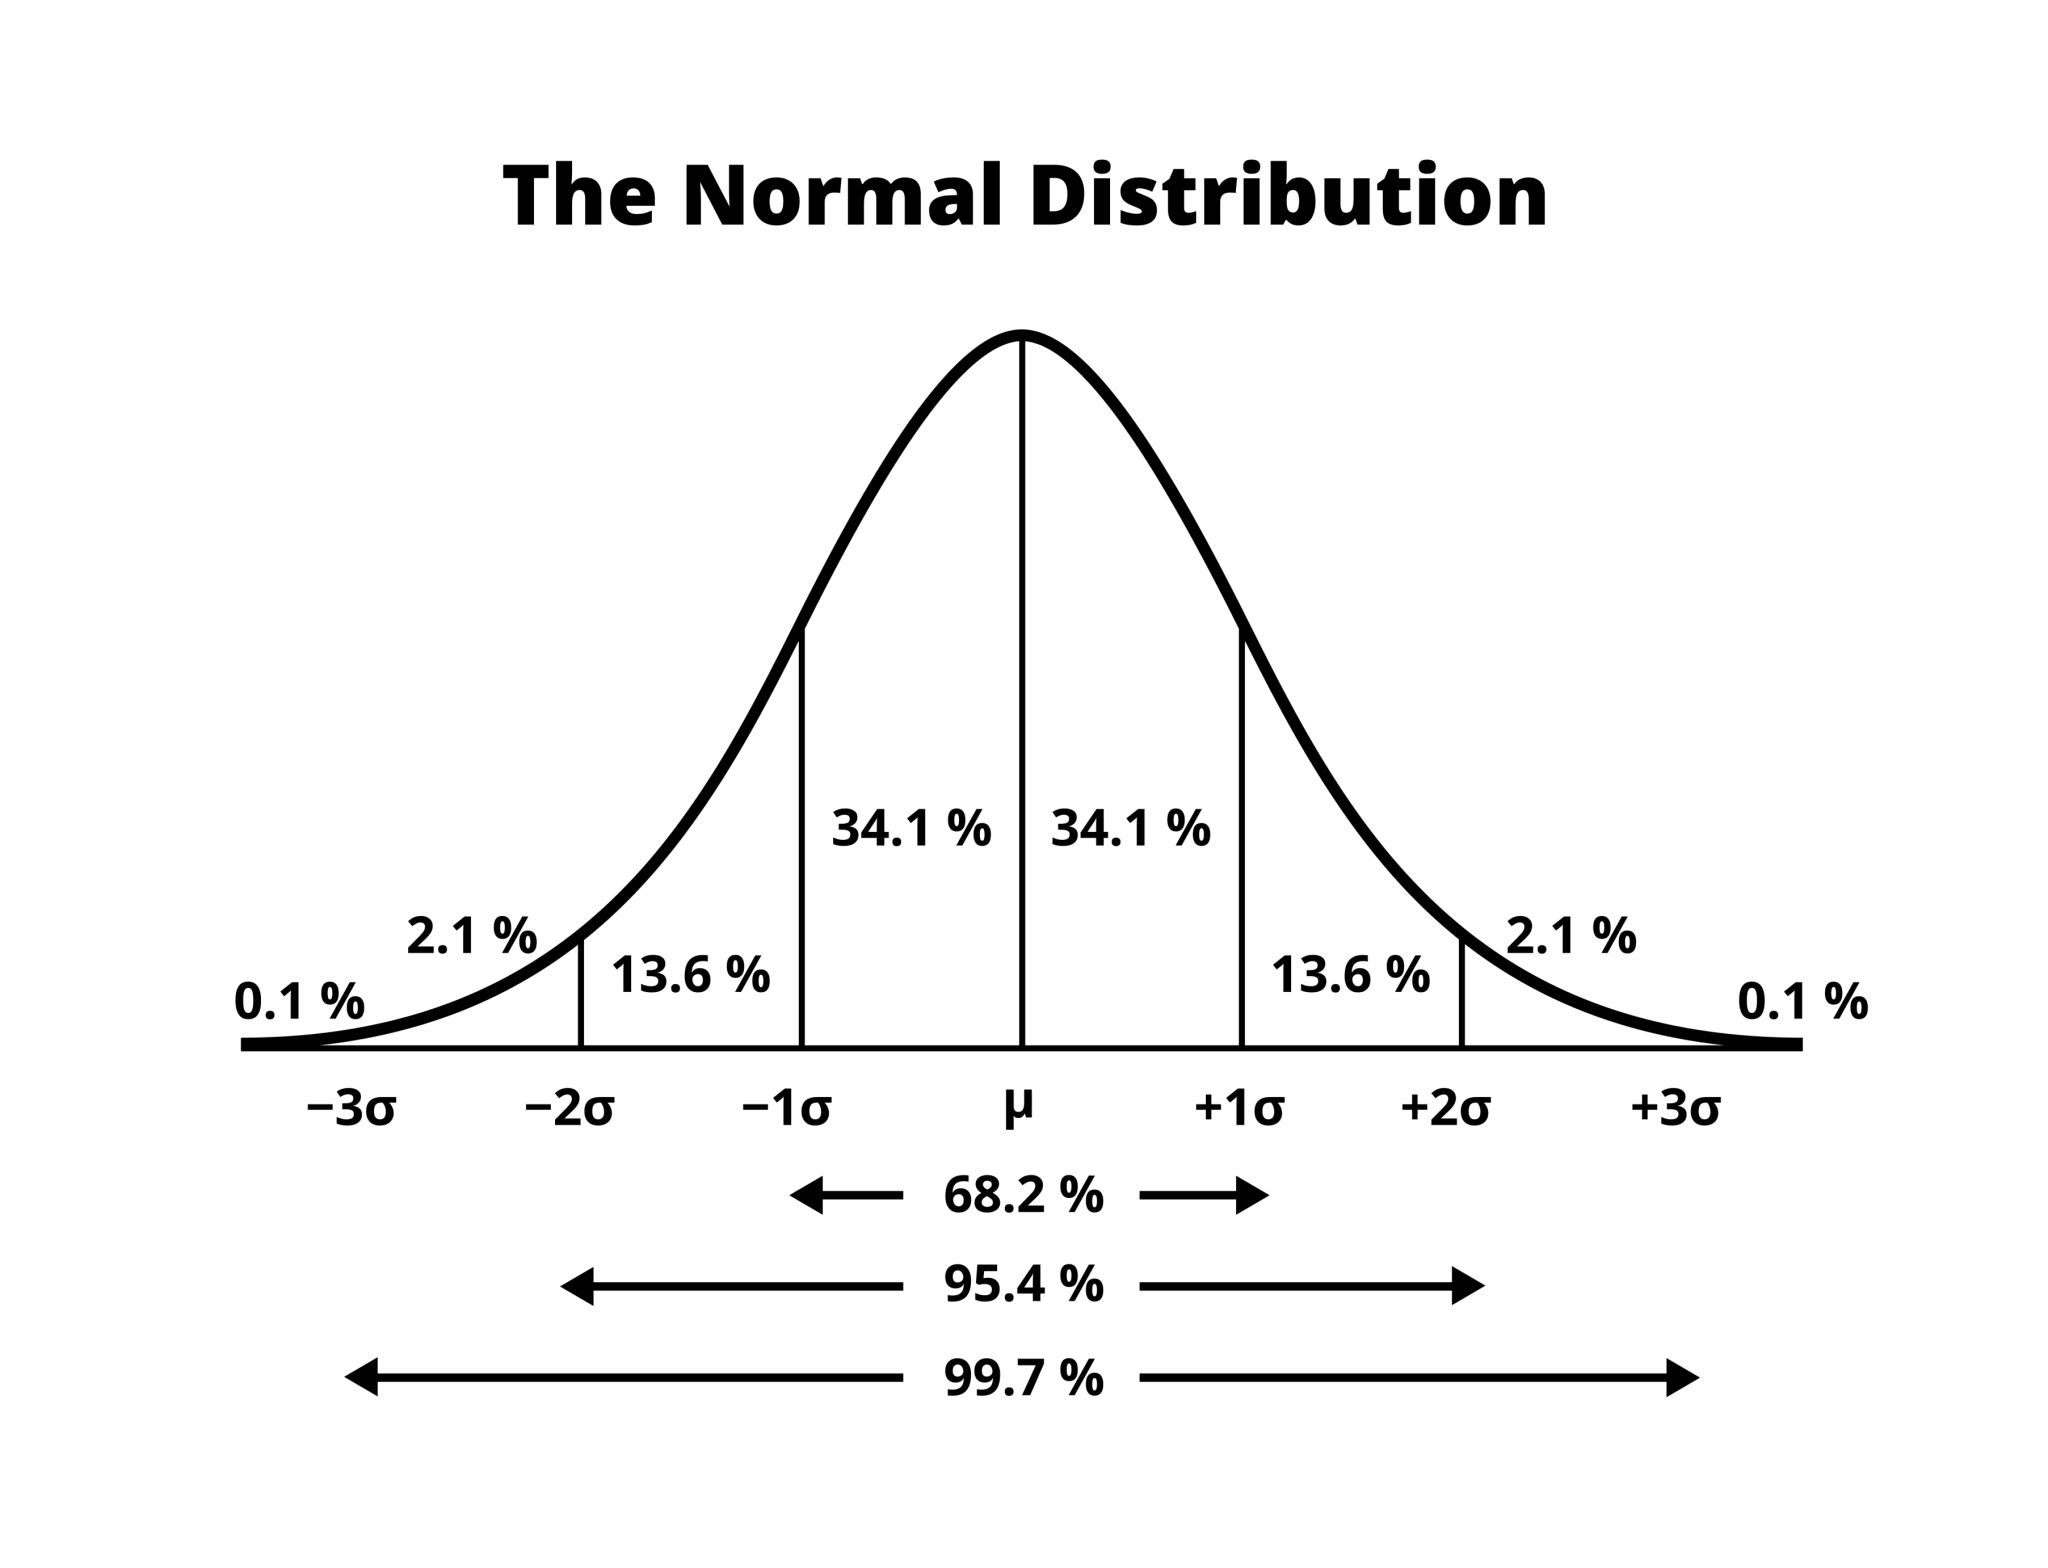 The Normal Distribution
34.1 % 34.1 %
2.1 % 2.1 %
13.6 % 13.6 %
0.1 % 0.1 %
−3σ −2σ −1σ μ +1σ +2σ +3σ
68.2 %
95.4 %
99.7 %